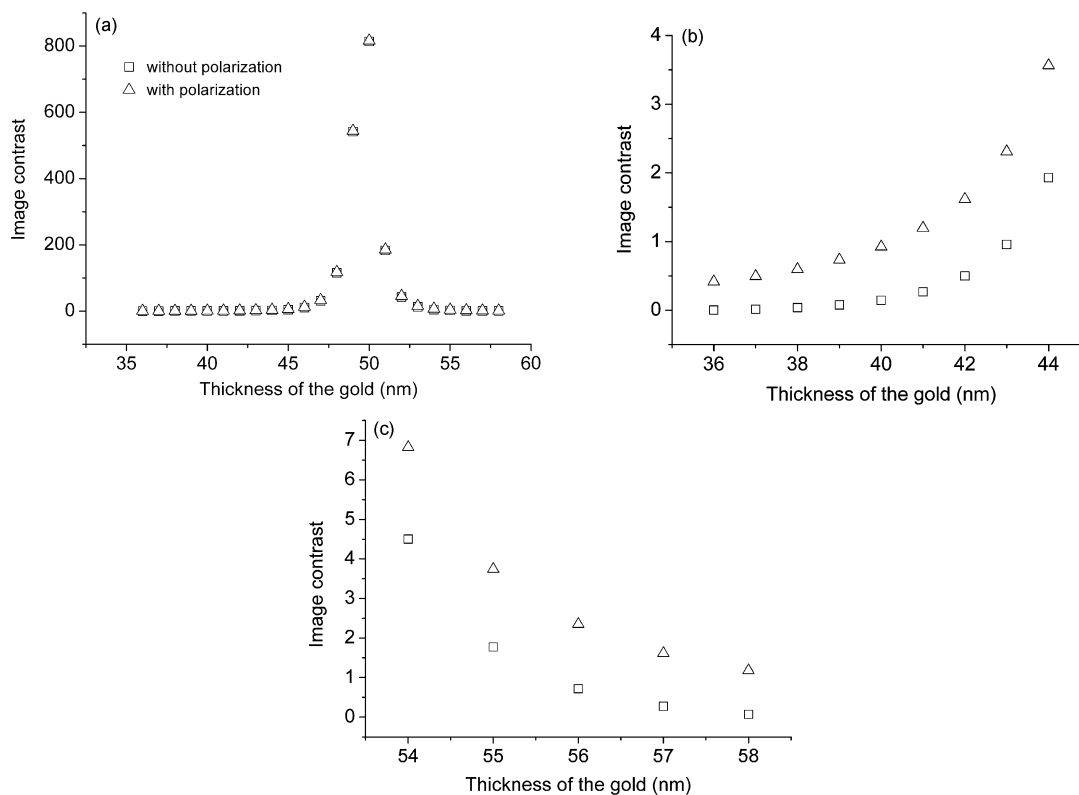 (a)
800
600
400
200
0
without polarization
with polarization
Image contrast
35 40 45 50 55 60
Thickness of the gold (nm)
(b)
4
3
2
1
0
Image contrast
36 38 40 42 44
Thickness of the gold (nm)
(c)
7
6
5
4
3
2
1
0
Image contrast
54 55 56 57 58
Thickness of the gold (nm)